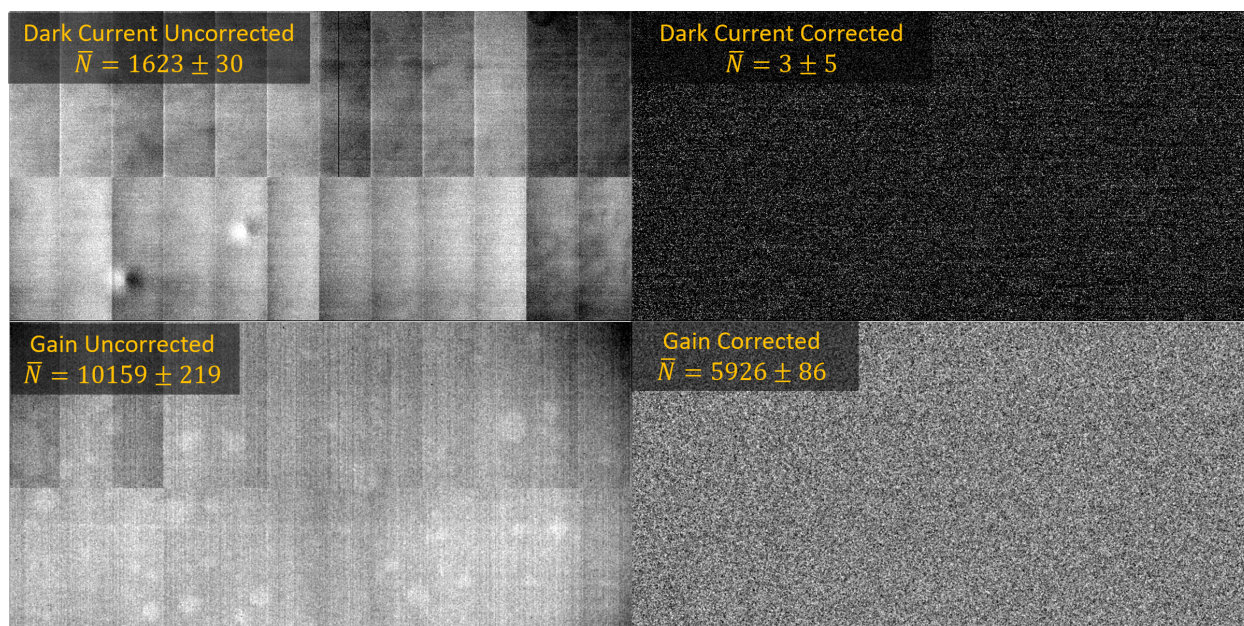 Dark Current Uncorrected
N̄ = 1623 ± 30
Dark Current Corrected
N̄ = 3 ± 5
Gain Uncorrected
N̄ = 10159 ± 219
Gain Corrected
N̄ = 5926 ± 86